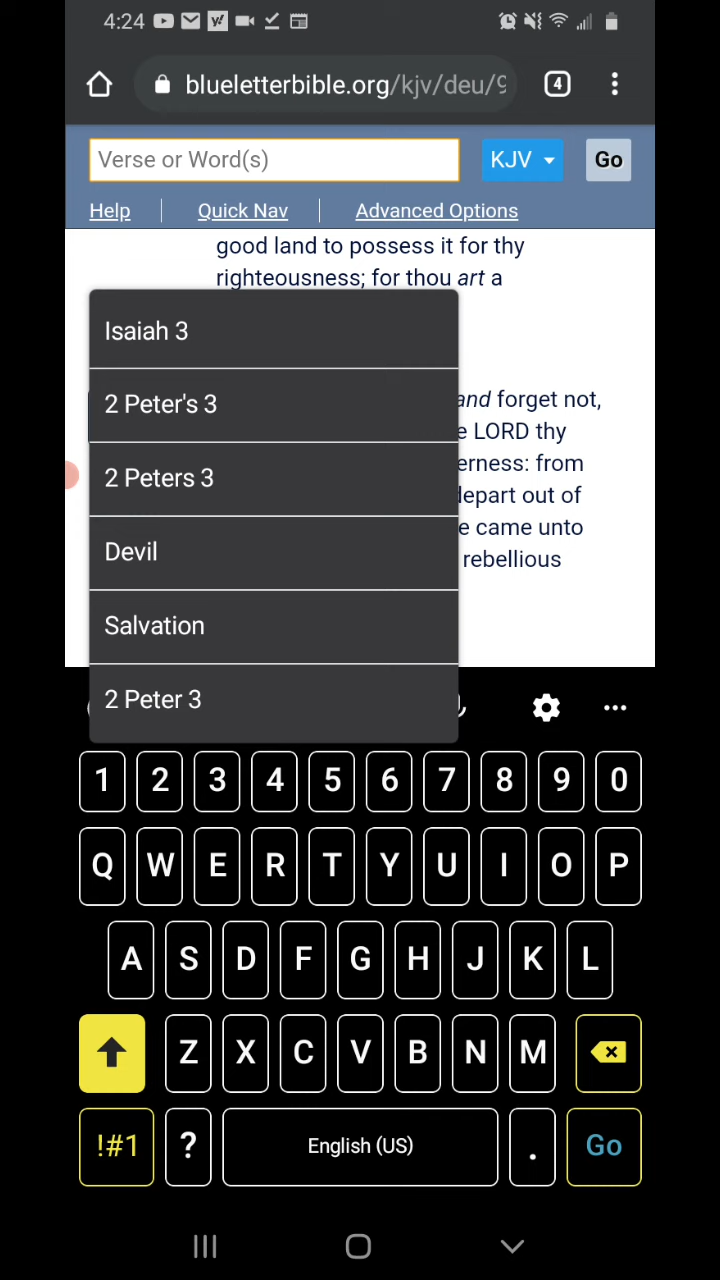 4:24
blueletterbible.org/kjv/deu/9
4
Verse or Word(s)
KJV
Go
Help
Quick Nav
Advanced Options
good land to possess it for thy
righteousness; for thou art a
Isaiah 3
2 Peter's 3
and forget not,
LORD thy
2 Peters 3
from
depart out of
Devil
came unto
rebellious
Salvation
2 Peter 3
1 2 3 4 5 6 7 8 9 0
Q W E R T Y U I O P
A S D F G H J K L
Z X C V B N M
!#1 ? English (US) . Go